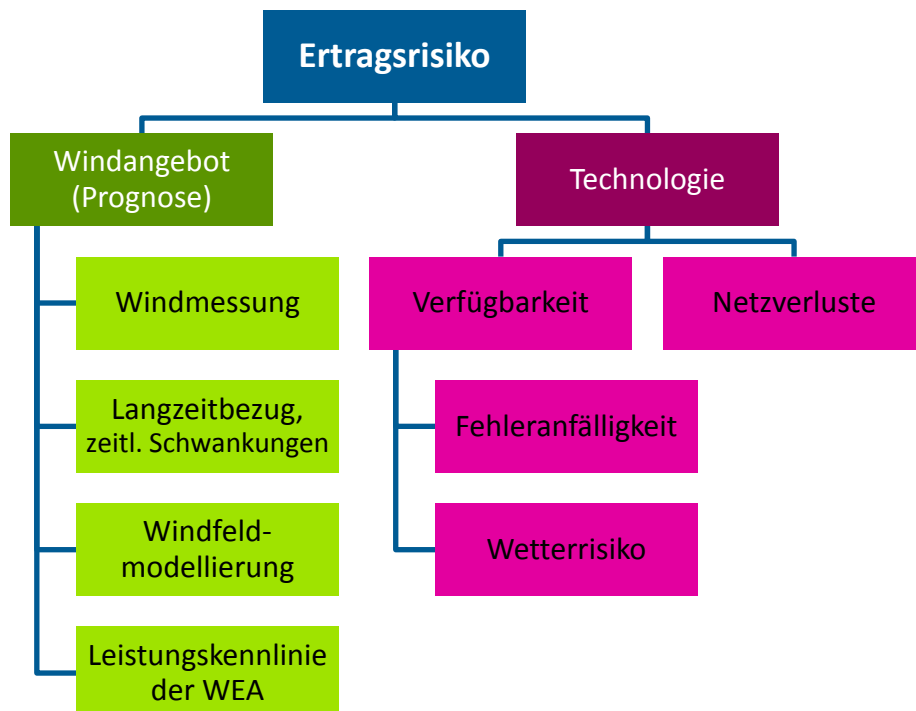 Ertragsrisiko
Windangebot
(Prognose)
Technologie
Windmessung
Verfügbarkeit
Netzverluste
Langzeitbezug,
zeitl. Schwankungen
Fehleranfälligkeit
Windfeld-
modellierung
Wetterrisiko
Leistungskennlinie
der WEA